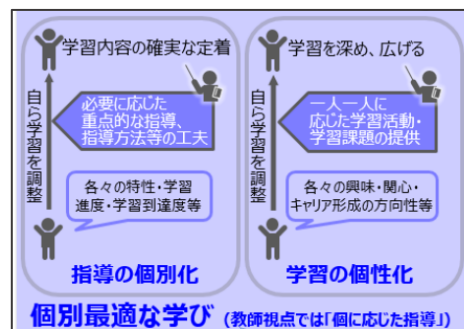 学習内容の確実な定着
自ら学習を調整
必要に応じた
重点的な指導、
指導方法等の工夫
各々の特性・学習
進度・学習到達度等
指導の個別化
学習を深め、広げる
自ら学習を調整
一人一人に
応じた学習活動・
学習課題の提供
各々の興味・関心・
キャリア形成の方向性等
学習の個性化
個別最適な学び (教師視点では「個に応じた指導」)